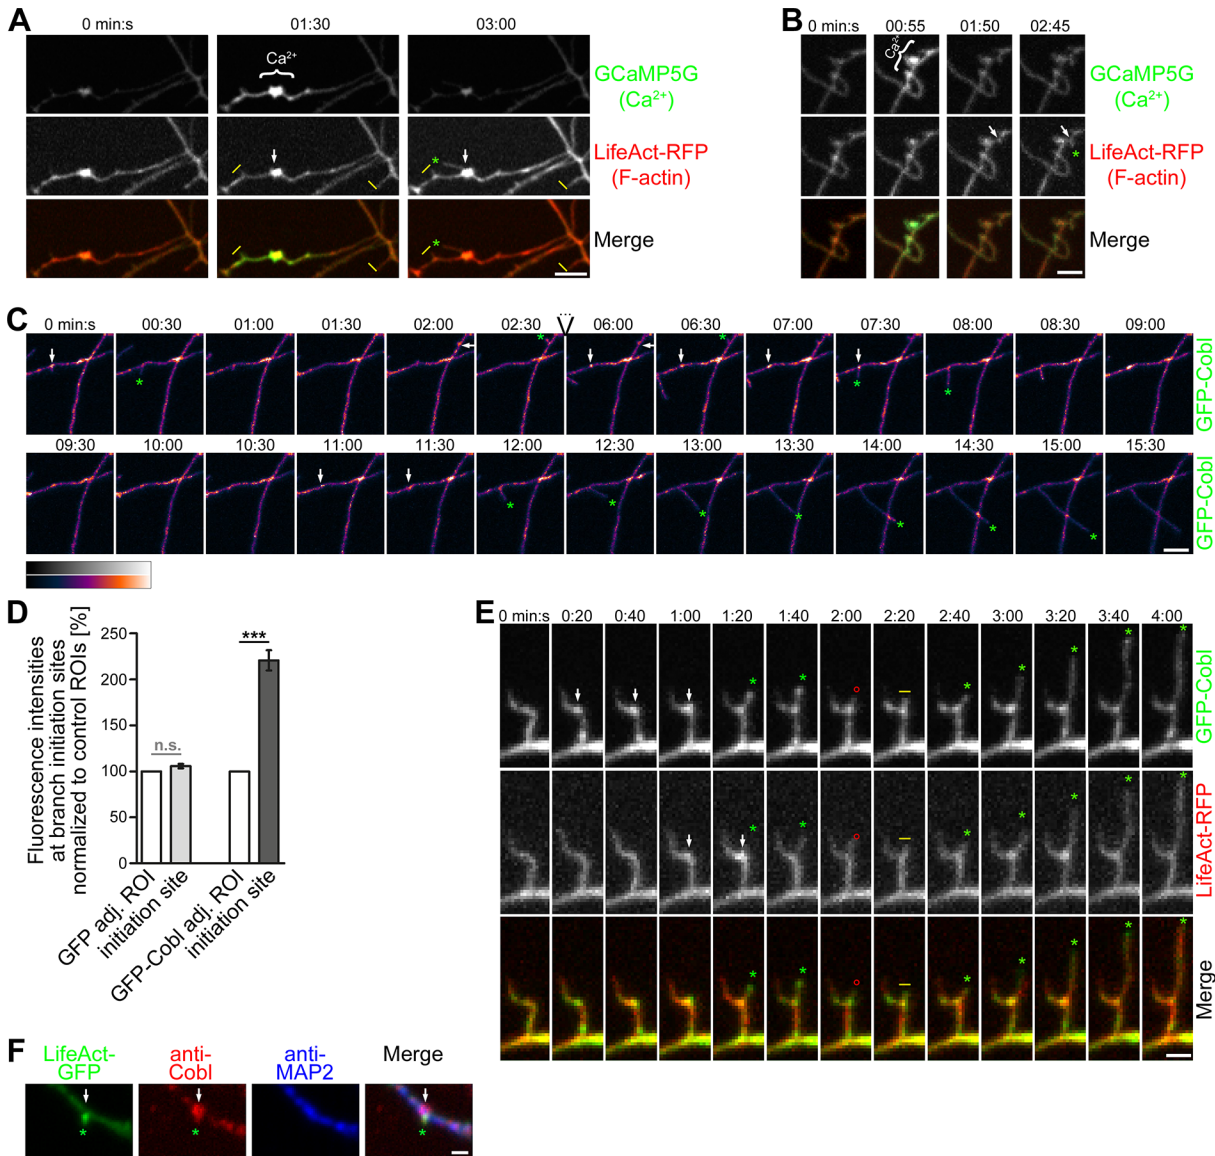 A
0 min:s 01:30 03:00
Ca2+
GCaMP5G
(Ca2+)
*
LifeAct-RFP
(F-actin)
*
Merge
B
0 min:s 00:55 01:50 02:45
Ca2+
GCaMP5G
(Ca2+)
*
LifeAct-RFP
(F-actin)
Merge
C
0 min:s 00:30 01:00 01:30 02:00 02:30 ... 06:00 06:30 07:00 07:30 08:00 08:30 09:00
* * * * *
GFP-Cobl
09:30 10:00 10:30 11:00 11:30 12:00 12:30 13:00 13:30 14:00 14:30 15:00 15:30
* * * * * * *
GFP-Cobl
D
Fluorescence intensities
at branch initiation sites
normalized to control ROIs [%]
250
200
150
100
50
0
n.s.
***
GFP adj. ROI
initiation site
GFP-Cobl adj. ROI
initiation site
E
0 min:s 0:20 0:40 1:00 1:20 1:40 2:00 2:20 2:40 3:00 3:20 3:40 4:00
* * * * * * *
GFP-Cobl
* * * * * * *
LifeAct-RFP
* * * * * * *
Merge
F
LifeAct-
GFP
anti-
Cobl
anti-
MAP2
Merge
* * *